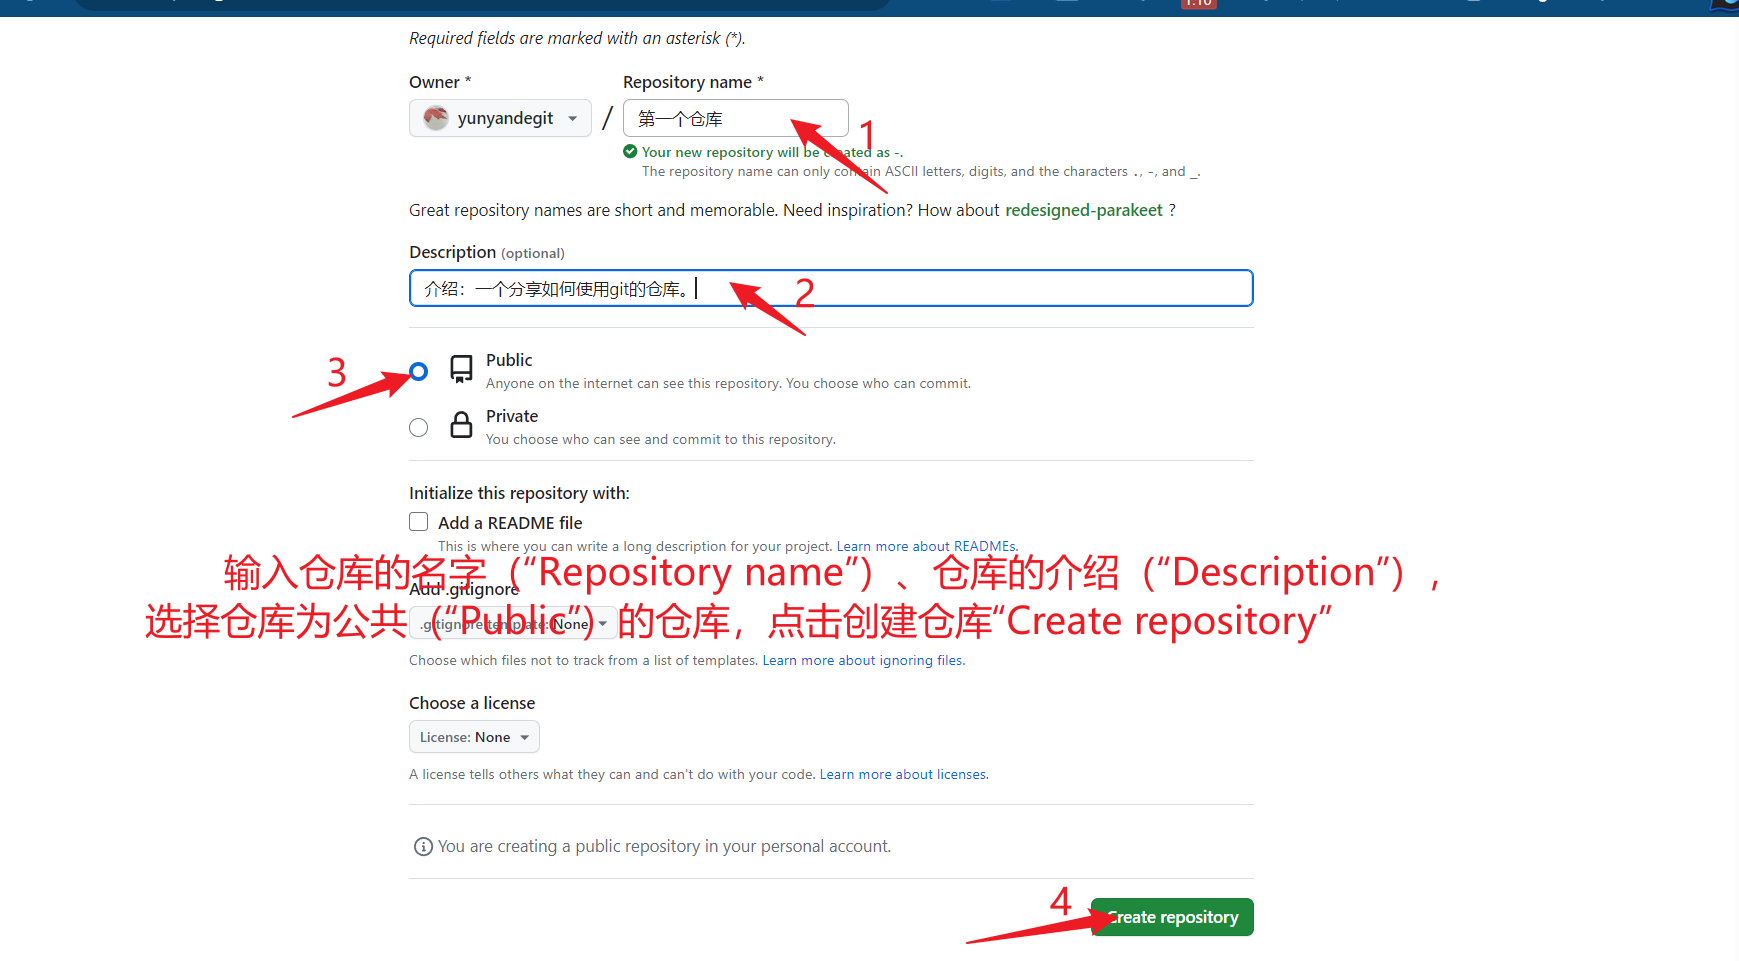 1:10
Required fields are marked with an asterisk (*).
Owner *
Repository name *
yunyandegit
/
第一个仓库
1
Your new repository will be created as -.
The repository name can only contain ASCII letters, digits, and the characters ., -, and _.
Great repository names are short and memorable. Need inspiration? How about redesigned-parakeet ?
Description (optional)
介绍：一个分享如何使用git的仓库。
2
3
Public
Anyone on the internet can see this repository. You choose who can commit.
Private
You choose who can see and commit to this repository.
Initialize this repository with:
Add a README file
This is where you can write a long description for your project. Learn more about READMEs.
输入仓库的名字（“Repository name”）、仓库的介绍（“Description”），
Add .gitignore
选择仓库为公共（“Public”）的仓库，点击创建仓库“Create repository”
.gitignore template: None
Choose which files not to track from a list of templates. Learn more about ignoring files.
Choose a license
License: None
A license tells others what they can and can't do with your code. Learn more about licenses.
You are creating a public repository in your personal account.
4
Create repository